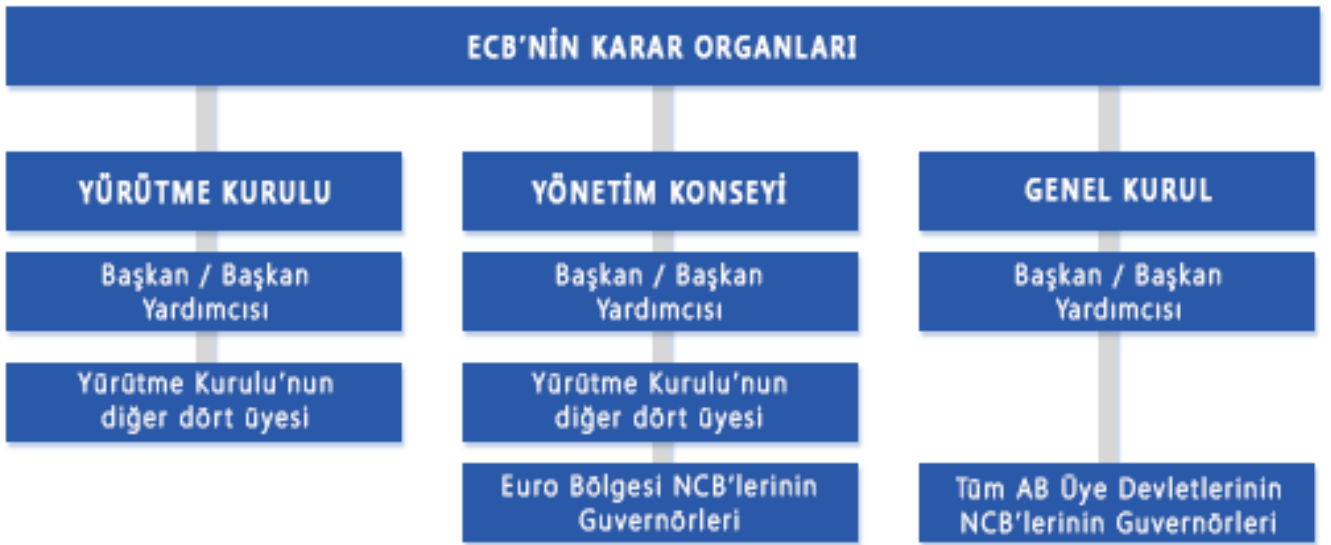 ECB'NİN KARAR ORGANLARI
YÜRÜTME KURULU
Başkan / Başkan
Yardımcısı
Yürütme Kurulu'nun
diğer dört üyesi
YÖNETİM KONSEYİ
Başkan / Başkan
Yardımcısı
Yürütme Kurulu'nun
diğer dört üyesi
Euro Bölgesi NCB'lerinin
Guvernörleri
GENEL KURUL
Başkan / Başkan
Yardımcısı
Tüm AB Üye Devletlerinin
NCB'lerinin Guvernörleri